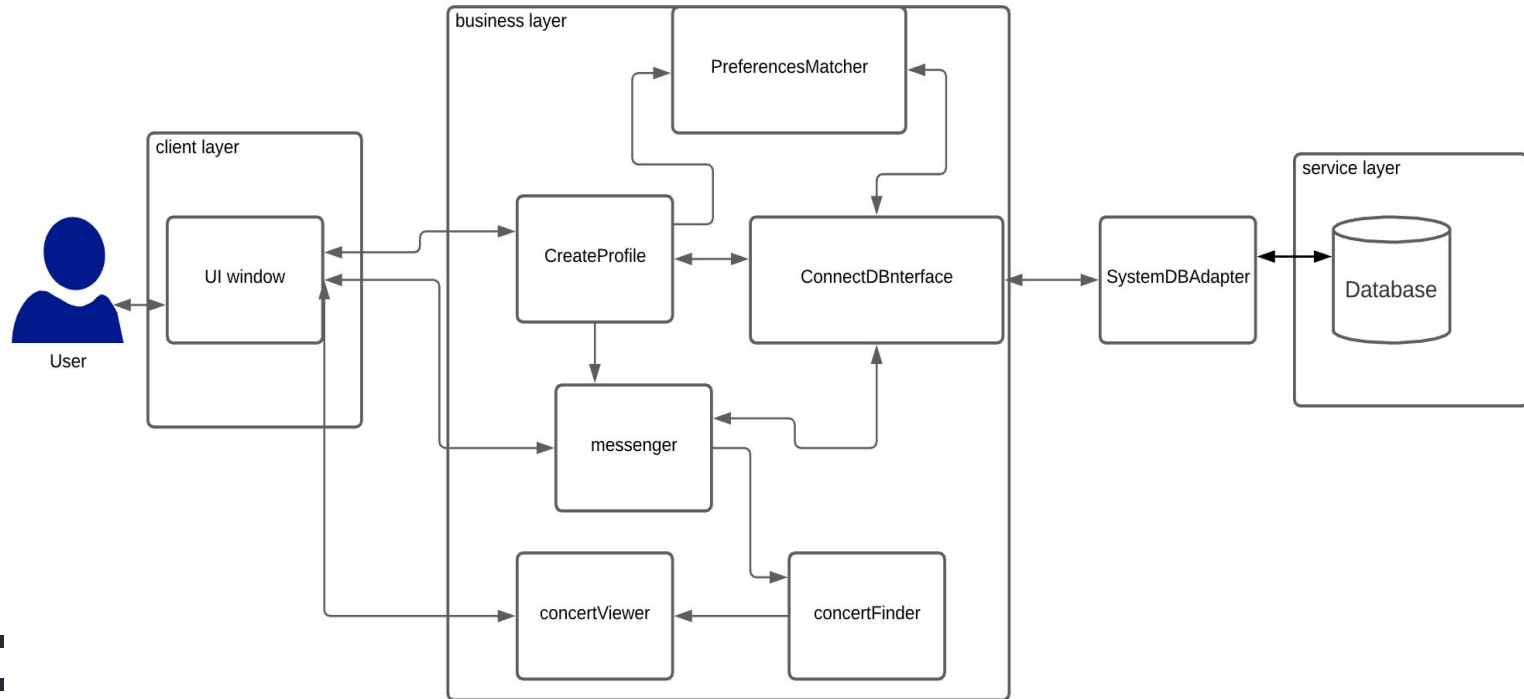 business layer
PreferencesMatcher
client layer
service layer
CreateProfile
UI window
ConnectDBnterface
SystemDBAdapter
Database
User
messenger
concertViewer
concertFinder